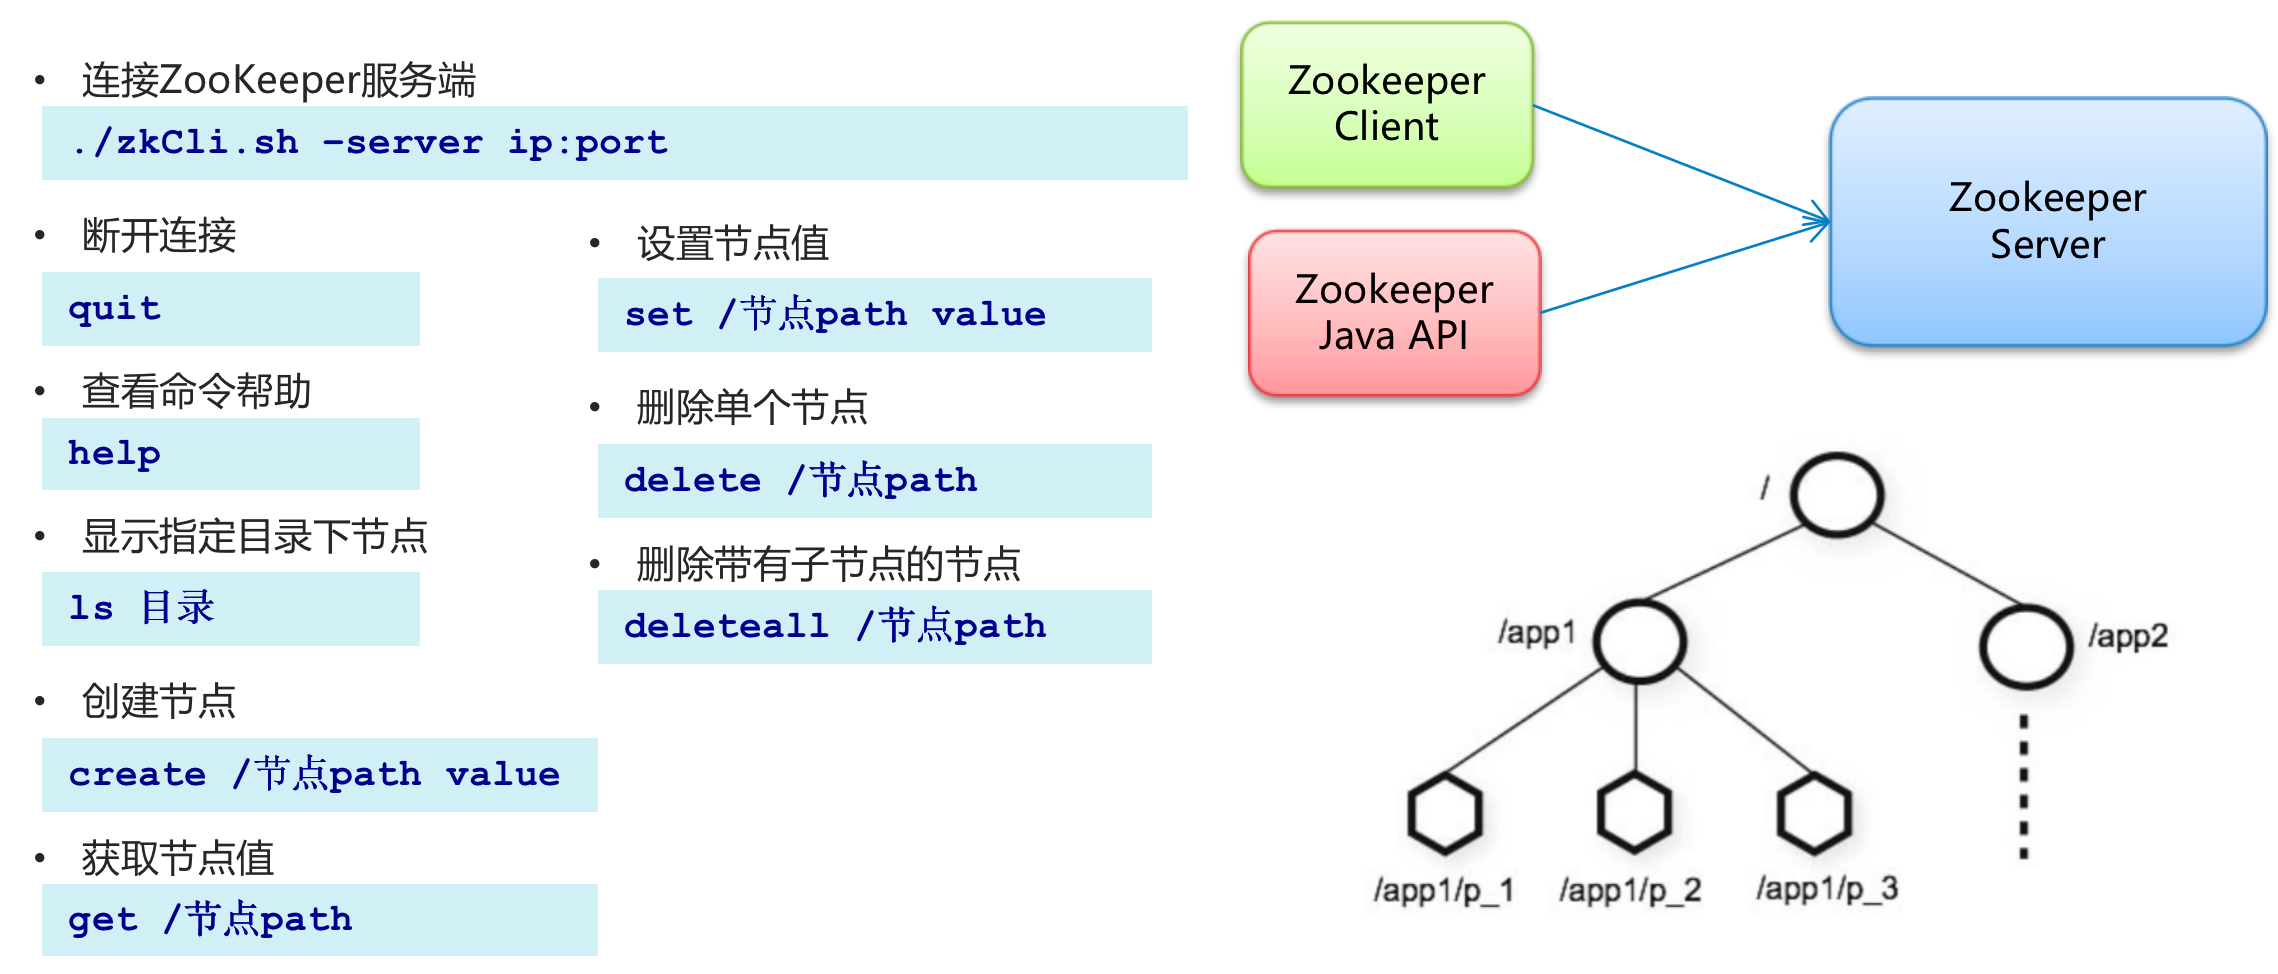 • 连接ZooKeeper服务端
./zkCli.sh –server ip:port
• 断开连接
quit
• 查看命令帮助
help
• 显示指定目录下节点
ls 目录
• 创建节点
create /节点path value
• 获取节点值
get /节点path
• 设置节点值
set /节点path value
• 删除单个节点
delete /节点path
• 删除带有子节点的节点
deleteall /节点path
Zookeeper
Client
Zookeeper
Java API
Zookeeper
Server
/
/app1
/app2
/app1/p_1
/app1/p_2
/app1/p_3